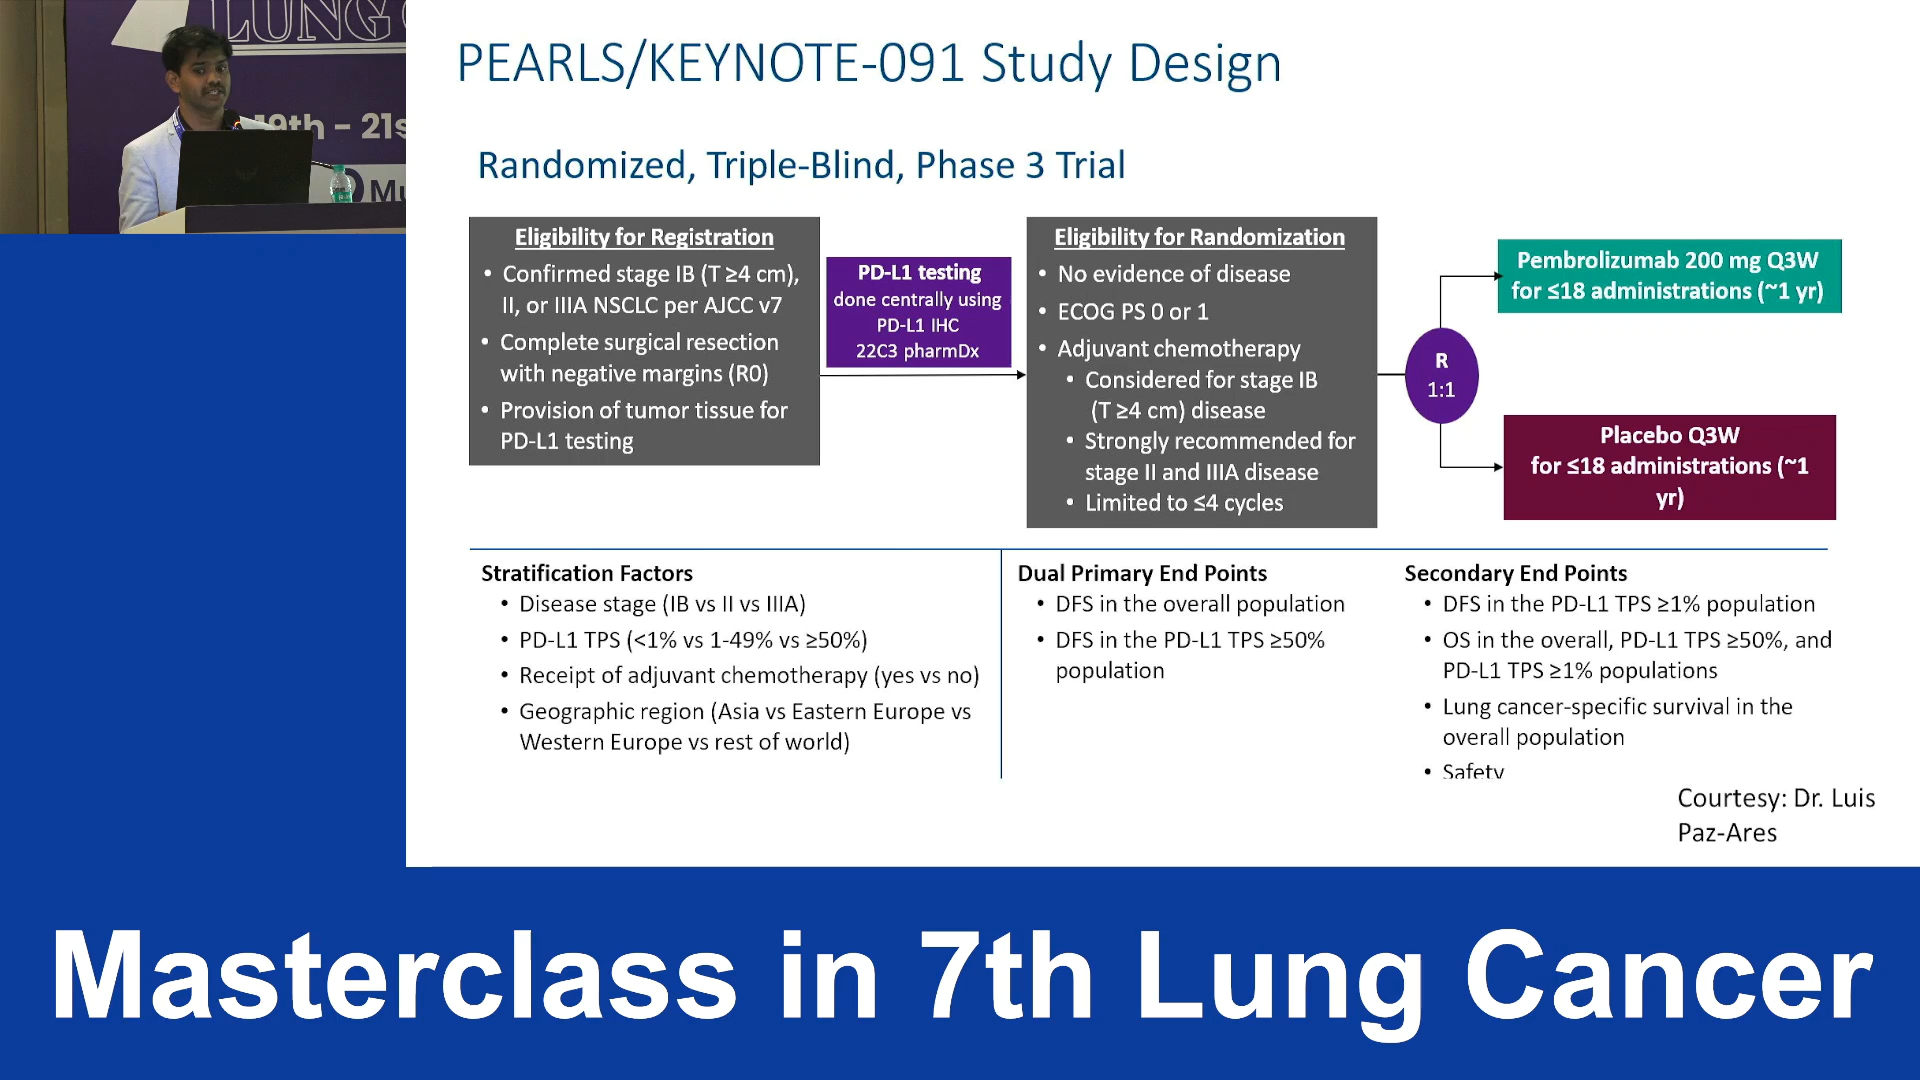 LUNG
19th - 21s
Mu
PEARLS/KEYNOTE-091 Study Design
Randomized, Triple-Blind, Phase 3 Trial
Eligibility for Registration
• Confirmed stage IB (T ≥4 cm),
II, or IIIA NSCLC per AJCC v7
• Complete surgical resection
with negative margins (R0)
• Provision of tumor tissue for
PD-L1 testing
PD-L1 testing
done centrally using
PD-L1 IHC
22C3 pharmDx
Eligibility for Randomization
• No evidence of disease
• ECOG PS 0 or 1
• Adjuvant chemotherapy
• Considered for stage IB
(T ≥4 cm) disease
• Strongly recommended for
stage II and IIIA disease
• Limited to ≤4 cycles
R
1:1
Pembrolizumab 200 mg Q3W
for ≤18 administrations (~1 yr)
Placebo Q3W
for ≤18 administrations (~1
yr)
Stratification Factors
• Disease stage (IB vs II vs IIIA)
• PD-L1 TPS (<1% vs 1-49% vs ≥50%)
• Receipt of adjuvant chemotherapy (yes vs no)
• Geographic region (Asia vs Eastern Europe vs
Western Europe vs rest of world)
Dual Primary End Points
• DFS in the overall population
• DFS in the PD-L1 TPS ≥50%
population
Secondary End Points
• DFS in the PD-L1 TPS ≥1% population
• OS in the overall, PD-L1 TPS ≥50%, and
PD-L1 TPS ≥1% populations
• Lung cancer-specific survival in the
overall population
• Safety
Courtesy: Dr. Luis
Paz-Ares
Masterclass in 7th Lung Cancer